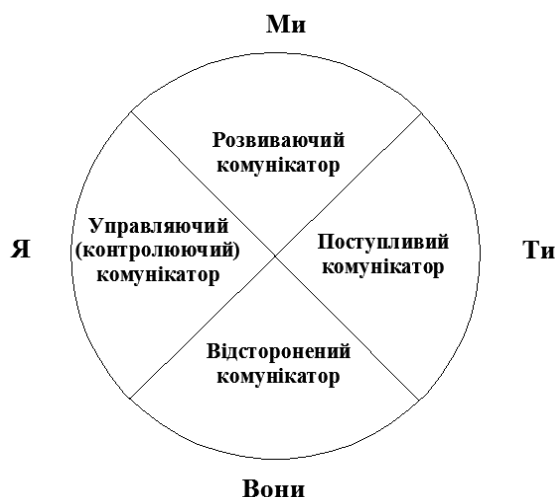 Ми
Розвиваючий
комунікатор
Я
Управляючий
(контролюючий)
комунікатор
Поступливий
комунікатор
Ти
Відсторонений
комунікатор
Вони